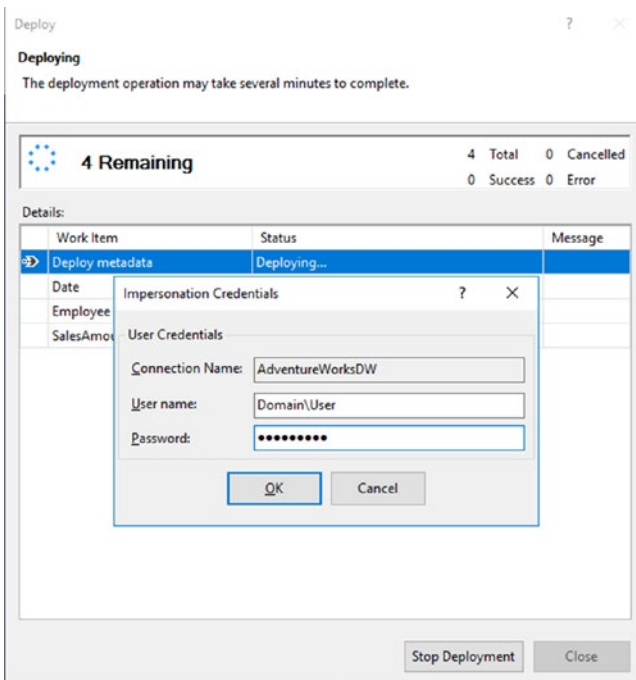 Deploy ?
Deploying
The deployment operation may take several minutes to complete.
4 Remaining
4 Total 0 Cancelled
0 Success 0 Error
Details:
Work Item Status Message
Deploy metadata Deploying...
Date
Employee
Impersonation Credentials ?
User Credentials
Connection Name: AdventureWorksDW
User name: Domain\User
Password: •••••••••
OK Cancel
Stop Deployment Close